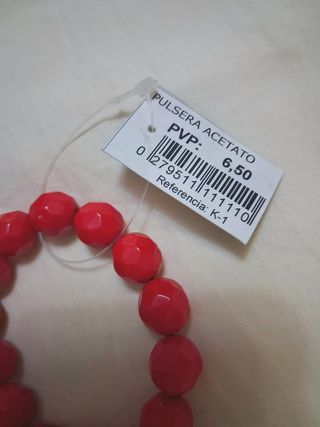 PULSERA ACETATO
PVP: 6,50
0 279511 111110
Referencia: K-1